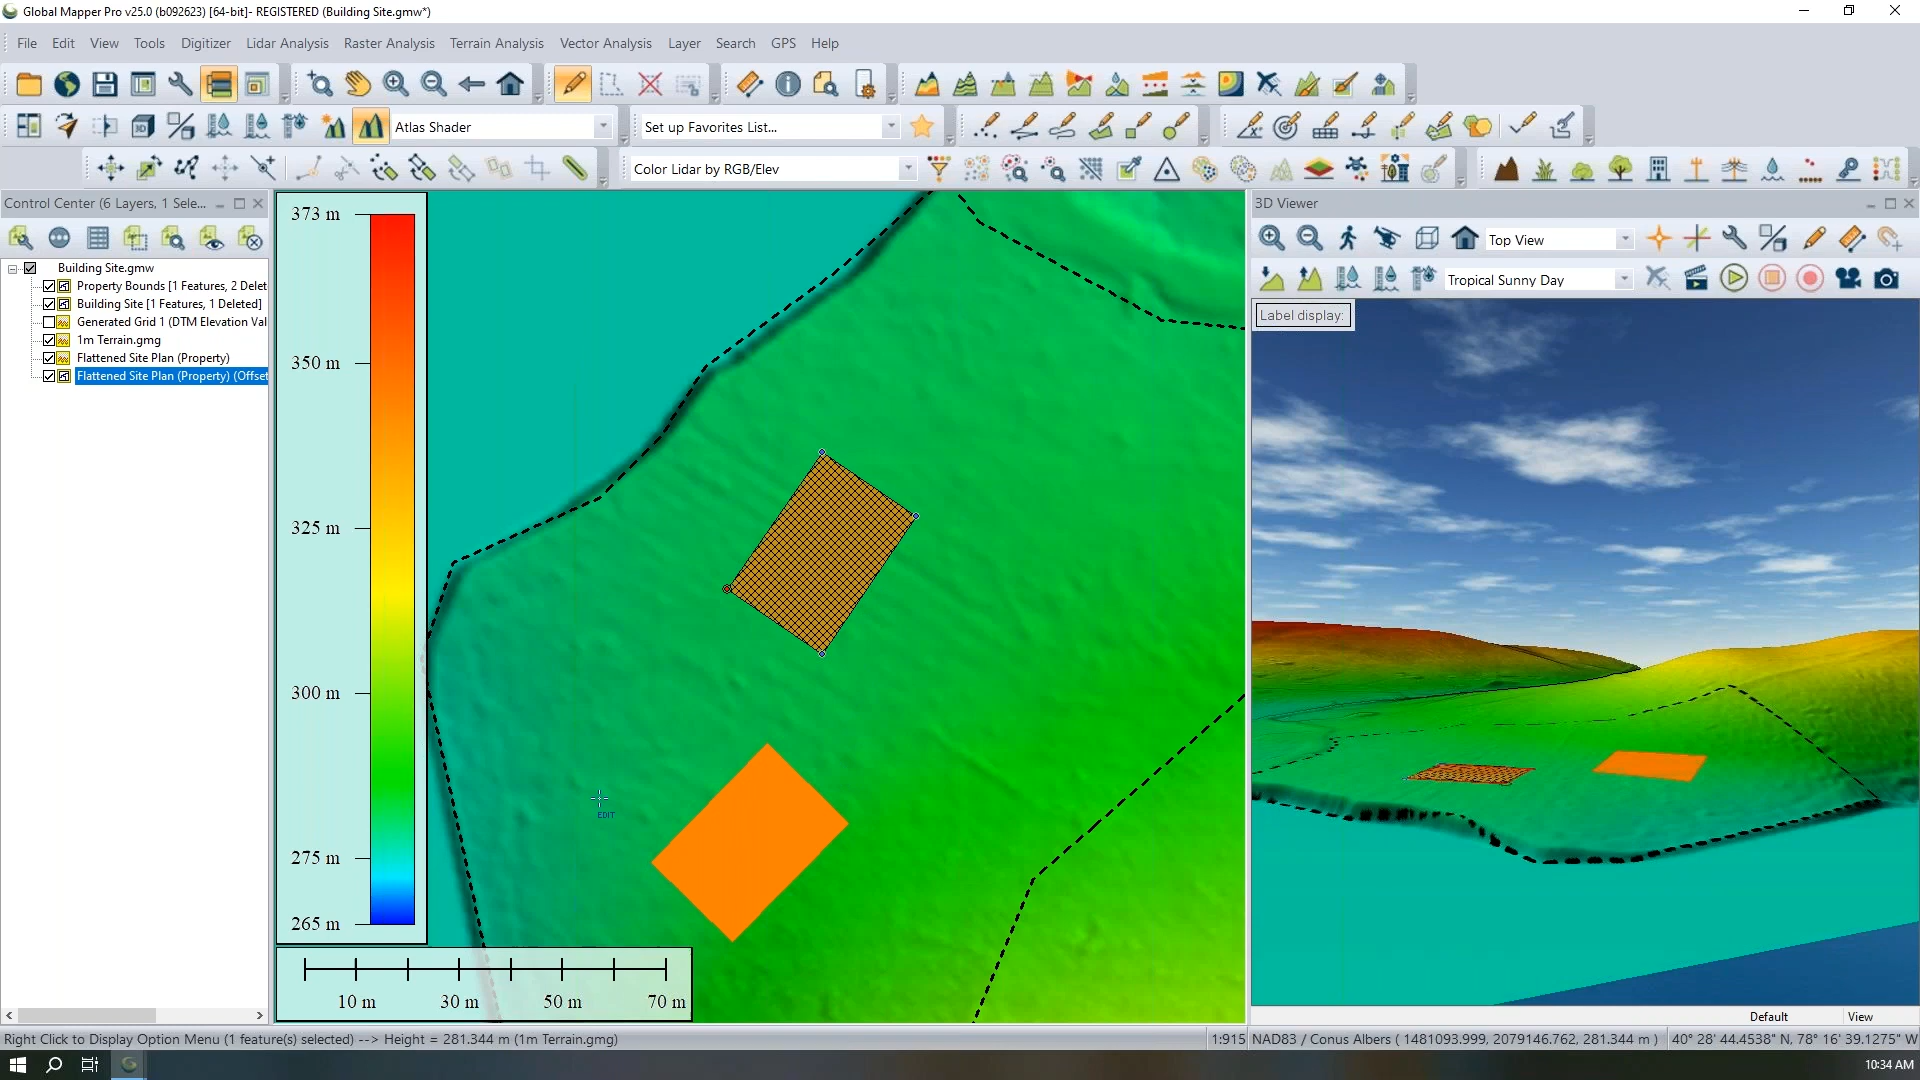 Global Mapper Pro v25.0 (b092623) [64-bit]- REGISTERED (Building Site.gmw*)
File Edit View Tools Digitizer Lidar Analysis Raster Analysis Terrain Analysis Vector Analysis Layer Search GPS Help
Atlas Shader
Set up Favorites List...
Color Lidar by RGB/Elev
Control Center (6 Layers, 1 Sele...
Building Site.gmw
Property Bounds [1 Features, 2 Delet
Building Site [1 Features, 1 Deleted]
Generated Grid 1 (DTM Elevation Val
1m Terrain.gmg
Flattened Site Plan (Property)
Flattened Site Plan (Property) (Offset
373 m
350 m
325 m
300 m
275 m
265 m
10 m 30 m 50 m 70 m
EDIT
3D Viewer
Top View
Tropical Sunny Day
Label display:
Default View
Right Click to Display Option Menu (1 feature(s) selected) --> Height = 281.344 m (1m Terrain.gmg)
1:915 NAD83 / Conus Albers ( 1481093.999, 2079146.762, 281.344 m ) 40° 28' 44.4538" N, 78° 16' 39.1275" W
10:34 AM